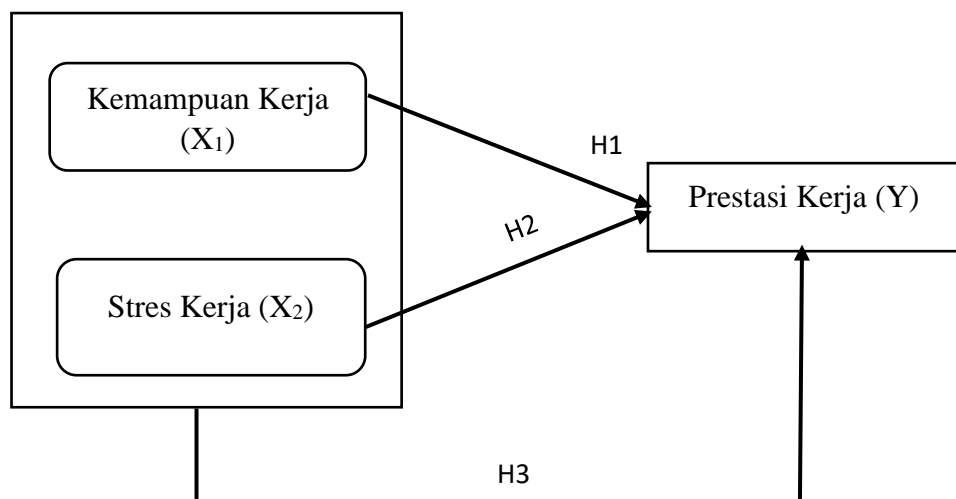 Kemampuan Kerja
(X₁)
H1
Prestasi Kerja (Y)
H2
Stres Kerja (X₂)
H3